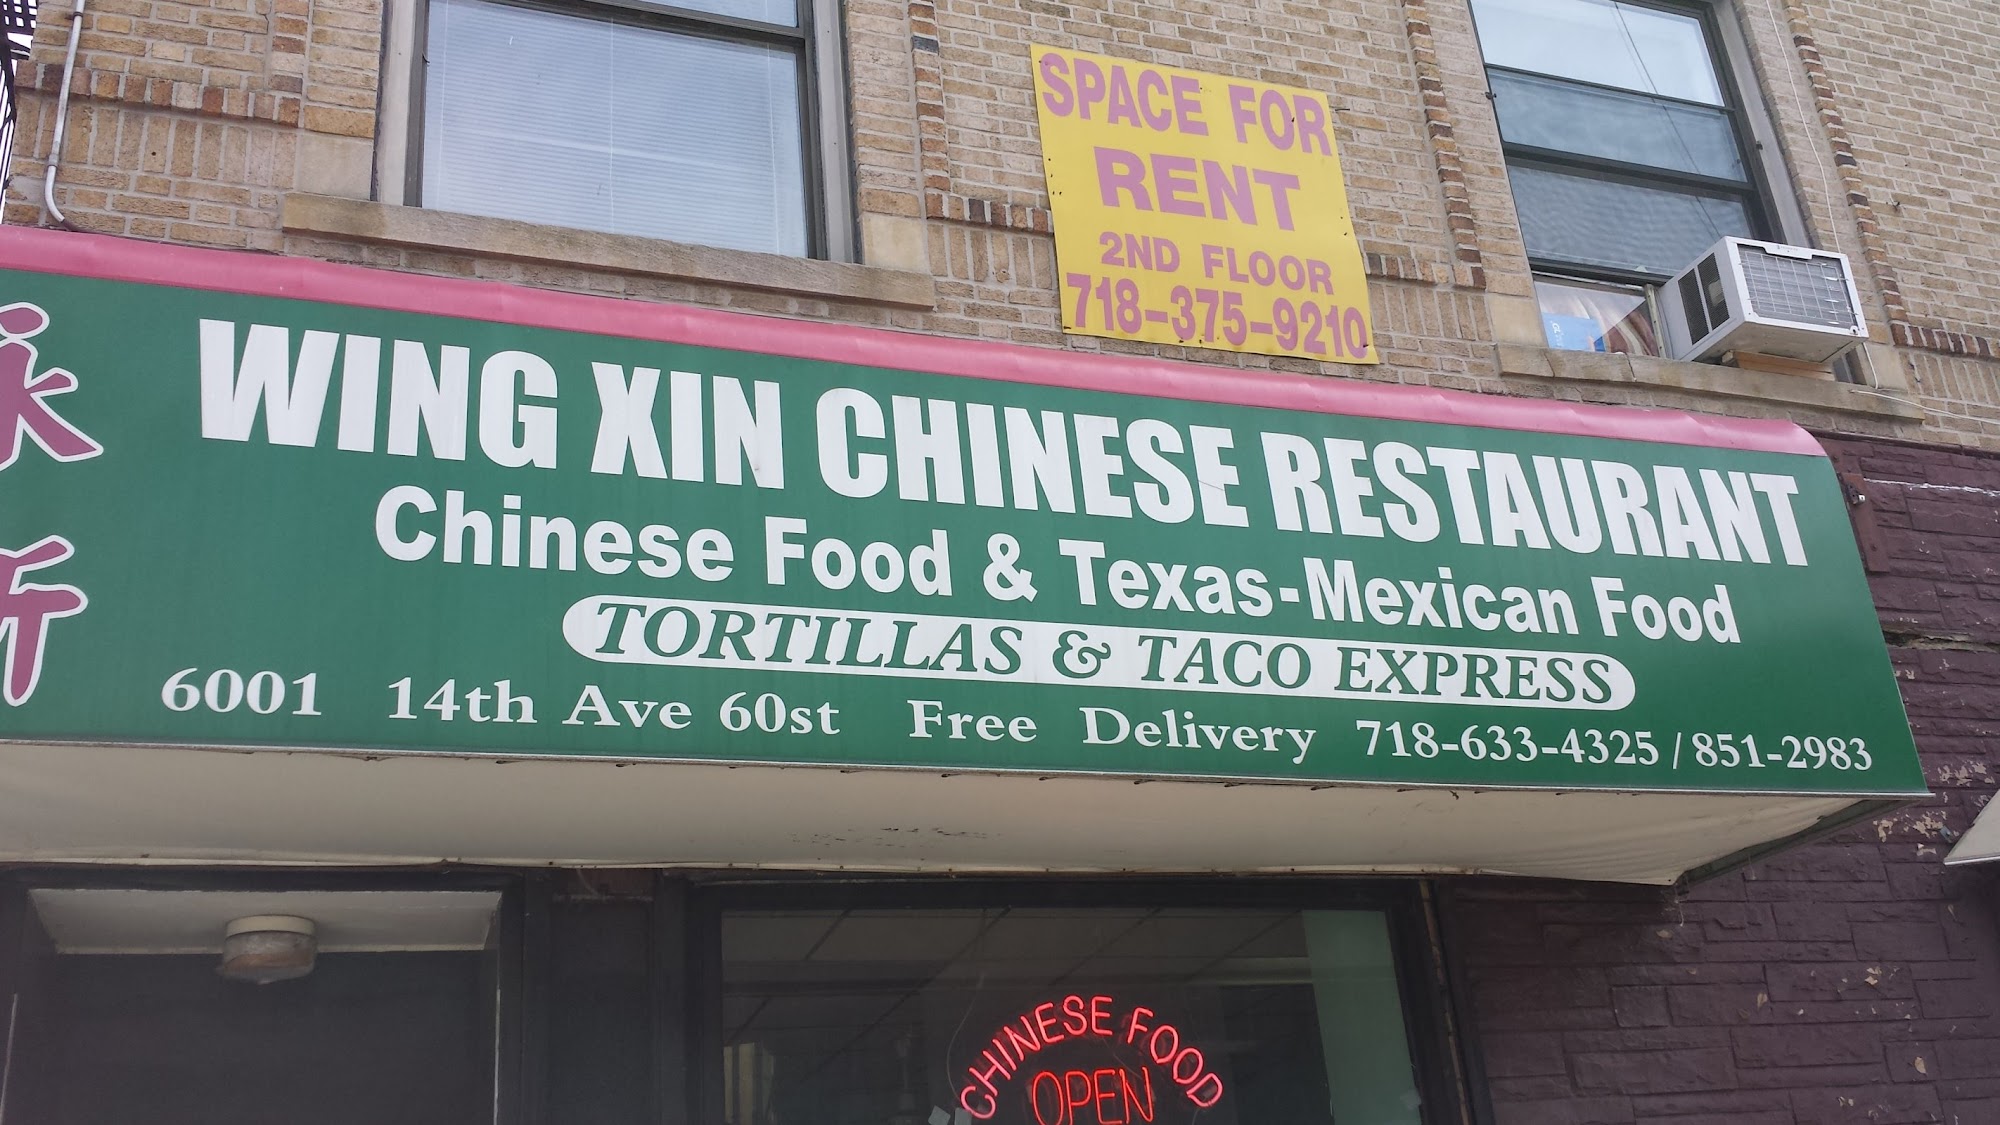 SPACE FOR
RENT
2ND FLOOR
718-375-9210
WING XIN CHINESE RESTAURANT
Chinese Food & Texas-Mexican Food
TORTILLAS & TACO EXPRESS
6001 14th Ave 60st Free Delivery 718-633-4325 / 851-2983
CHINESE FOOD
OPEN